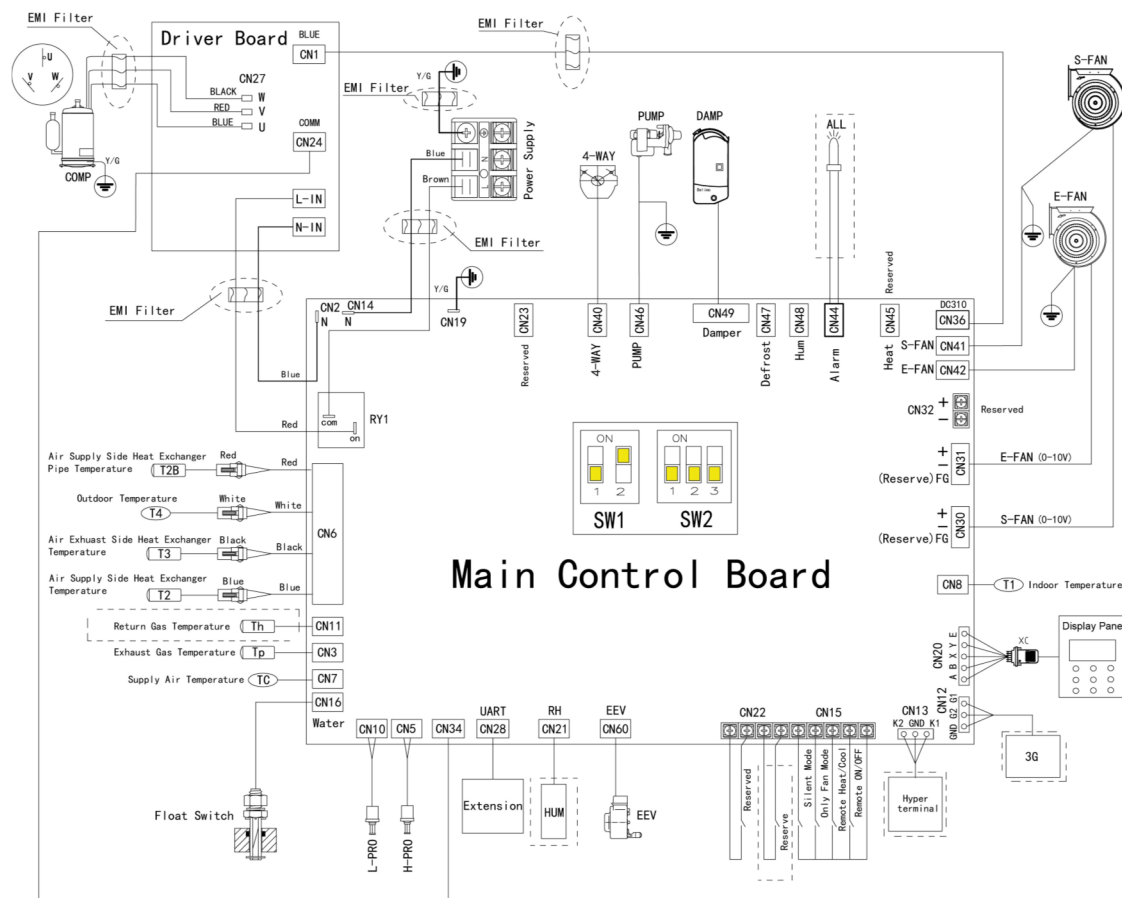 EMI Filter
Driver Board
BLUE
CN1
EMI Filter
U
V
W
CN27
BLACK
W
RED
V
BLUE
U
COMM
CN24
Y/G
COMP
L-IN
N-IN
Y/G
EMI Filter
Blue
Brown
N
L
Power Supply
EMI Filter
EMI Filter
PUMP
DAMP
4-WAY
Belimo
ALL
S-FAN
E-FAN
CN2
N
CN14
N
Y/G
CN19
CN23
Reserved
CN40
4-WAY
CN46
PUMP
CN49
Damper
CN47
Defrost
CN48
Hum
CN44
Alarm
Reserved
CN45
Heat
DC310
CN36
S-FAN
CN41
E-FAN
CN42
CN32
+
−
Reserved
+
−
(Reserve)FG
CN31
E-FAN (0-10V)
+
−
(Reserve)FG
CN30
S-FAN (0-10V)
CN8
T1
Indoor Temperature
Blue
Red
com
on
RY1
ON
1 2
SW1
ON
1 2 3
SW2
Main Control Board
Air Supply Side Heat Exchanger
Pipe Temperature
T2B
Red
Red
Outdoor Temperature
T4
White
White
Air Exhuast Side Heat Exchanger
Temperature
T3
Black
Black
Air Supply Side Heat Exchanger
Temperature
T2
Blue
Blue
CN6
Return Gas Temperature
Th
CN11
Exhaust Gas Temperature
Tp
CN3
Supply Air Temperature
TC
CN7
CN16
Water
Float Switch
CN10
L-PRO
CN5
H-PRO
CN34
UART
CN28
Extension
RH
CN21
HUM
EEV
CN60
EEV
CN22
Reserved
Reserve
CN15
Silent Mode
Only Fan Mode
Remote Heat/Cool
Remote ON/OFF
CN13
K2 GND K1
Hyper
terminal
CN20
A B X Y E
XC
Display Pane
CN12
GND G2 G1
3G